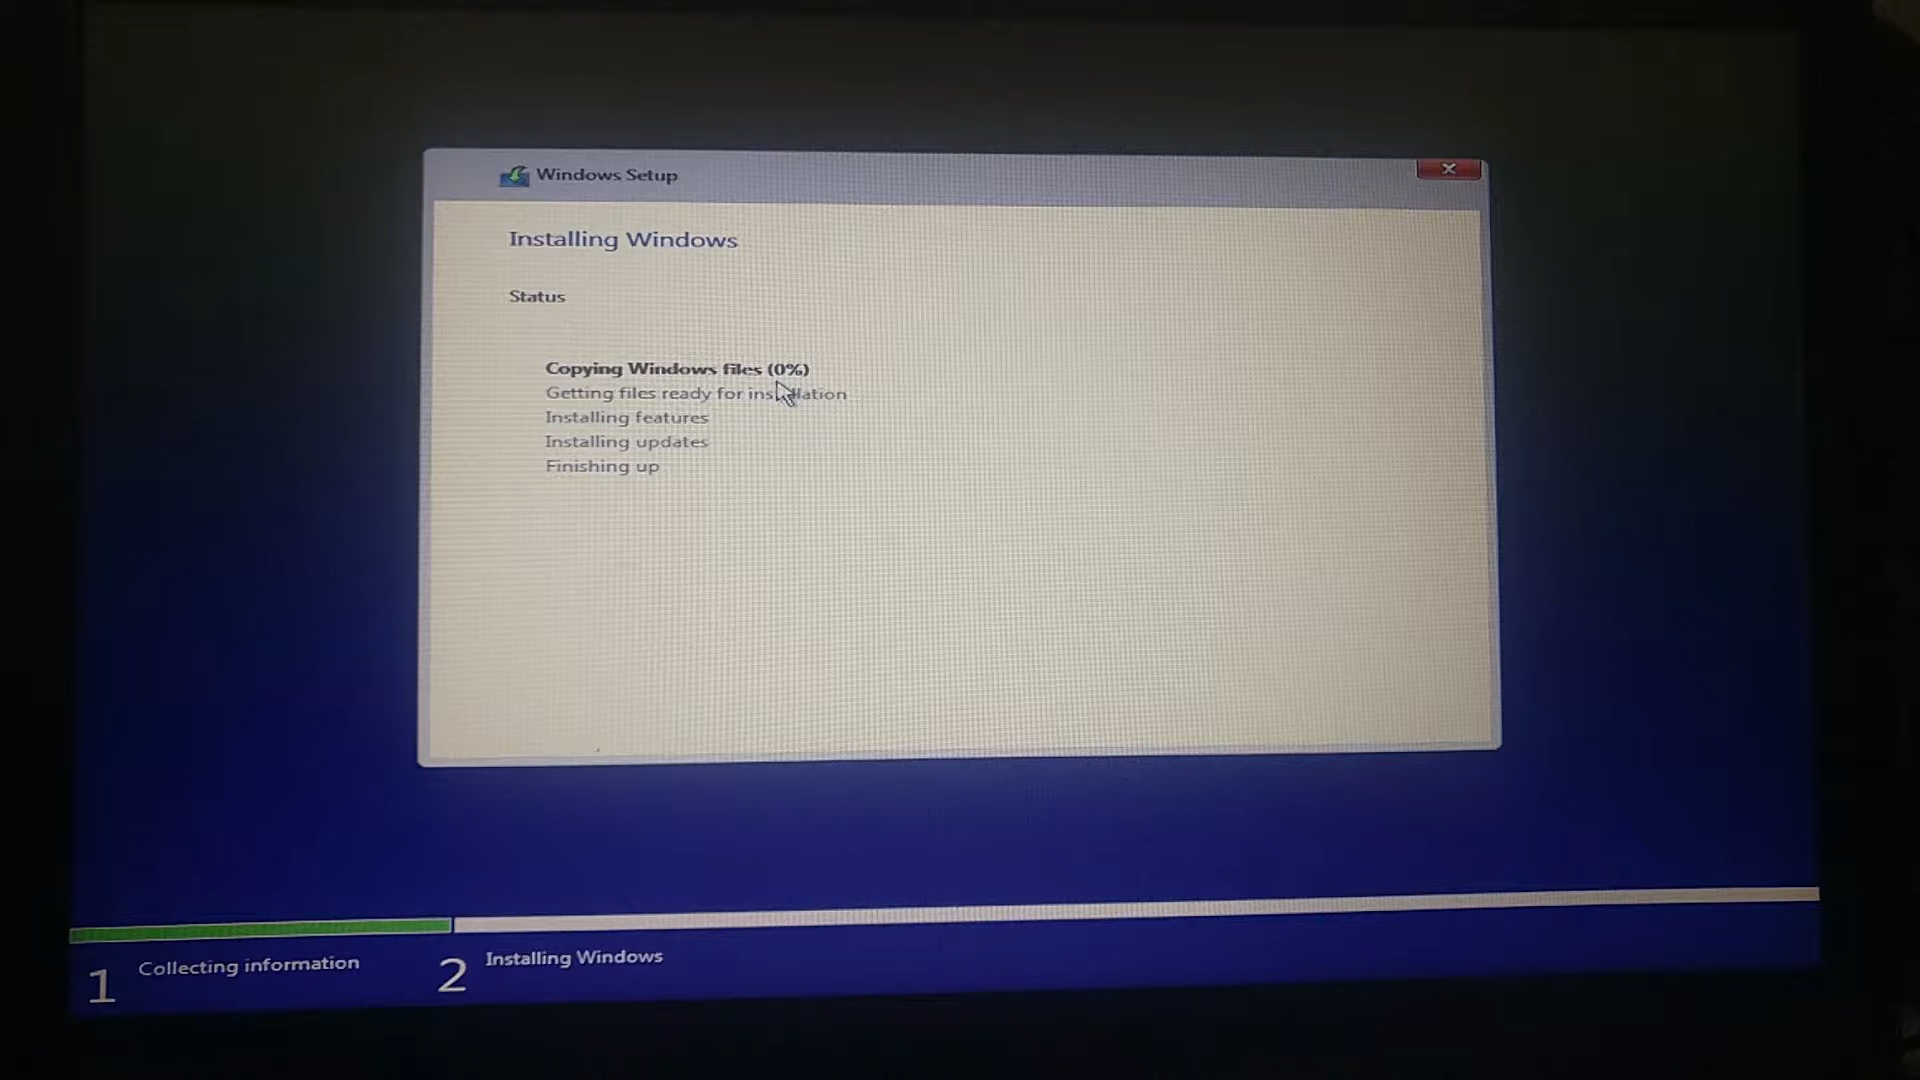 Windows Setup
Installing Windows
Status
Copying Windows files (0%)
Getting files ready for installation
Installing features
Installing updates
Finishing up
1 Collecting information
2 Installing Windows